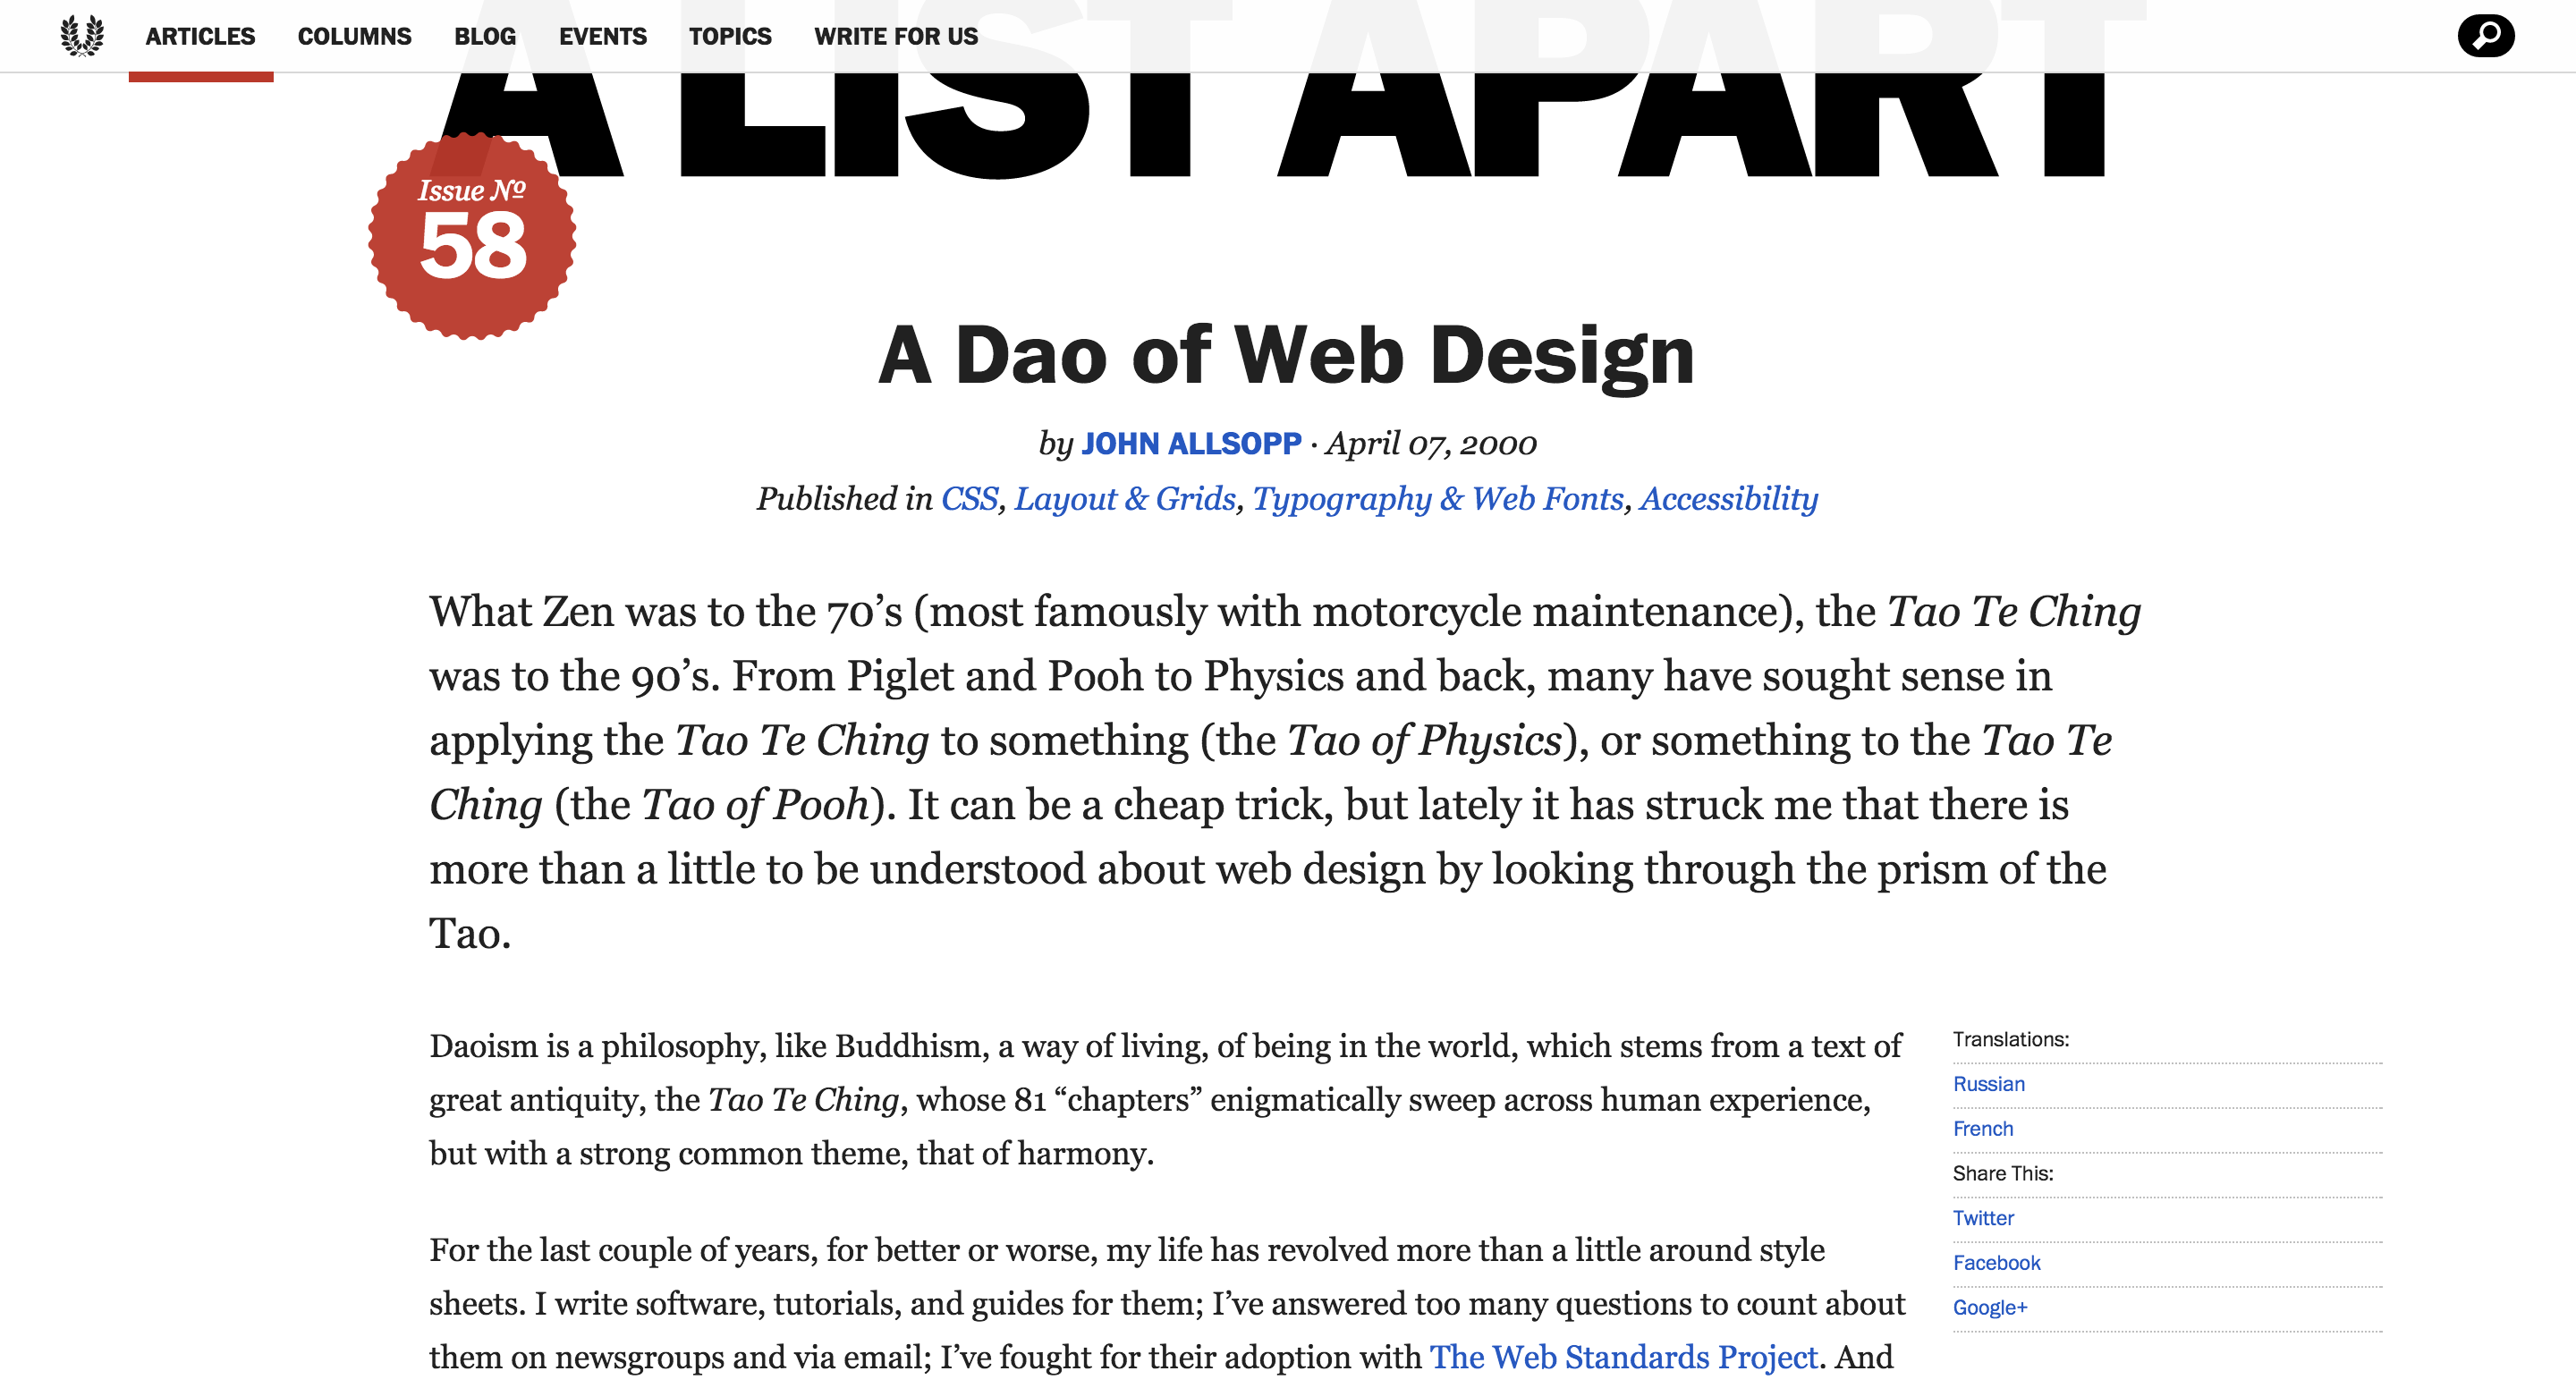 ARTICLES COLUMNS BLOG EVENTS TOPICS WRITE FOR US
A LIST APART
Issue Nº
58
A Dao of Web Design
by JOHN ALLSOPP · April 07, 2000
Published in CSS, Layout & Grids, Typography & Web Fonts, Accessibility
What Zen was to the 70’s (most famously with motorcycle maintenance), the Tao Te Ching
was to the 90’s. From Piglet and Pooh to Physics and back, many have sought sense in
applying the Tao Te Ching to something (the Tao of Physics), or something to the Tao Te
Ching (the Tao of Pooh). It can be a cheap trick, but lately it has struck me that there is
more than a little to be understood about web design by looking through the prism of the
Tao.
Daoism is a philosophy, like Buddhism, a way of living, of being in the world, which stems from a text of
great antiquity, the Tao Te Ching, whose 81 “chapters” enigmatically sweep across human experience,
but with a strong common theme, that of harmony.
For the last couple of years, for better or worse, my life has revolved more than a little around style
sheets. I write software, tutorials, and guides for them; I’ve answered too many questions to count about
them on newsgroups and via email; I’ve fought for their adoption with The Web Standards Project. And
Translations:
Russian
French
Share This:
Twitter
Facebook
Google+